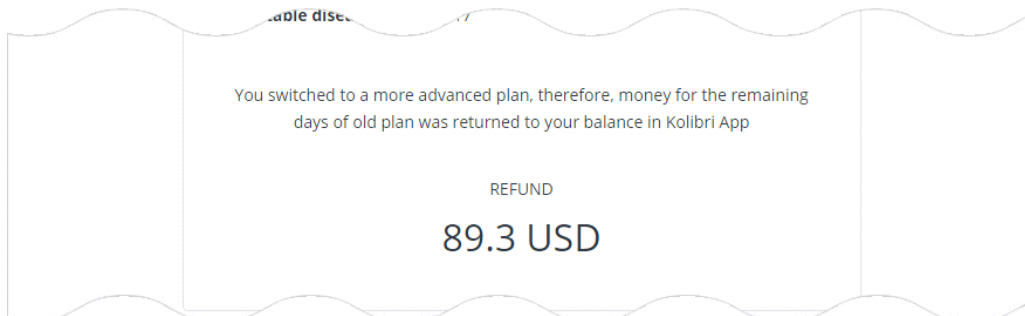 You switched to a more advanced plan, therefore, money for the remaining
days of old plan was returned to your balance in Kolibri App
REFUND
89.3 USD